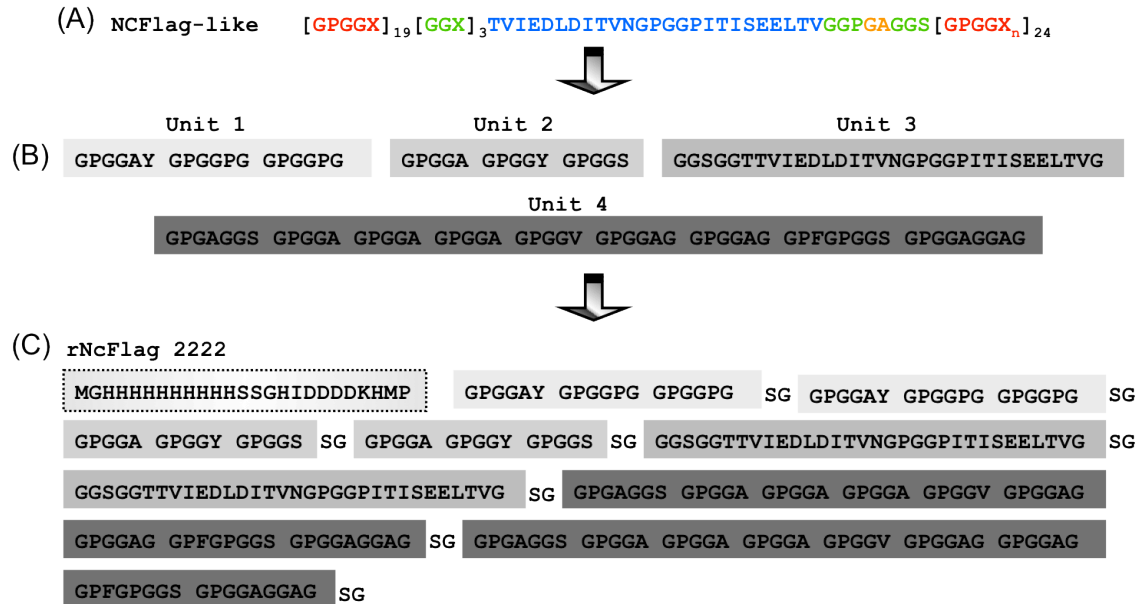 (A) NCFlag-like [GPGGX]19[GGX]3TVIEDLDITVNGPGGPITISEELTVGGPGAGGS[GPGGXn]24
Unit 1 Unit 2 Unit 3
(B) GPGGAY GPGGPG GPGGPG GPGGA GPGGY GPGGS GGSGGTTVIEDLDITVNGPGGPITISEELTVG
Unit 4
GPGAGGS GPGGA GPGGA GPGGA GPGGV GPGGAG GPGGAG GPFGPGGS GPGGAGGAG
(C) rNcFlag 2222
MGHHHHHHHHHHSSGHIDDDDKHMP GPGGAY GPGGPG GPGGPG SG GPGGAY GPGGPG GPGGPG SG
GPGGA GPGGY GPGGS SG GPGGA GPGGY GPGGS SG GGSGGTTVIEDLDITVNGPGGPITISEELTVG SG
GGSGGTTVIEDLDITVNGPGGPITISEELTVG SG GPGAGGS GPGGA GPGGA GPGGA GPGGV GPGGAG
GPGGAG GPFGPGGS GPGGAGGAG SG GPGAGGS GPGGA GPGGA GPGGA GPGGV GPGGAG GPGGAG
GPFGPGGS GPGGAGGAG SG